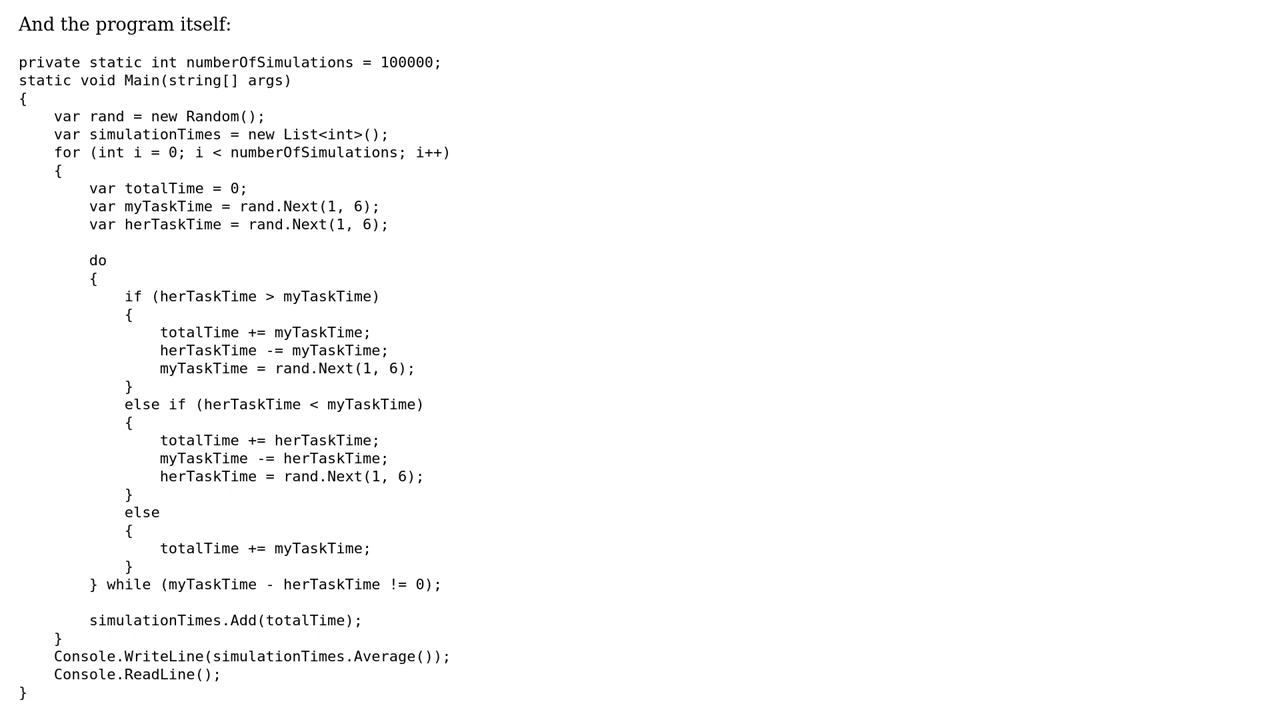 And the program itself:
private static int numberOfSimulations = 100000;
static void Main(string[] args)
{
    var rand = new Random();
    var simulationTimes = new List<int>();
    for (int i = 0; i < numberOfSimulations; i++)
    {
        var totalTime = 0;
        var myTaskTime = rand.Next(1, 6);
        var herTaskTime = rand.Next(1, 6);

        do
        {
            if (herTaskTime > myTaskTime)
            {
                totalTime += myTaskTime;
                herTaskTime -= myTaskTime;
                myTaskTime = rand.Next(1, 6);
            }
            else if (herTaskTime < myTaskTime)
            {
                totalTime += herTaskTime;
                myTaskTime -= herTaskTime;
                herTaskTime = rand.Next(1, 6);
            }
            else
            {
                totalTime += myTaskTime;
            }
        } while (myTaskTime - herTaskTime != 0);

        simulationTimes.Add(totalTime);
    }
    Console.WriteLine(simulationTimes.Average());
    Console.ReadLine();
}